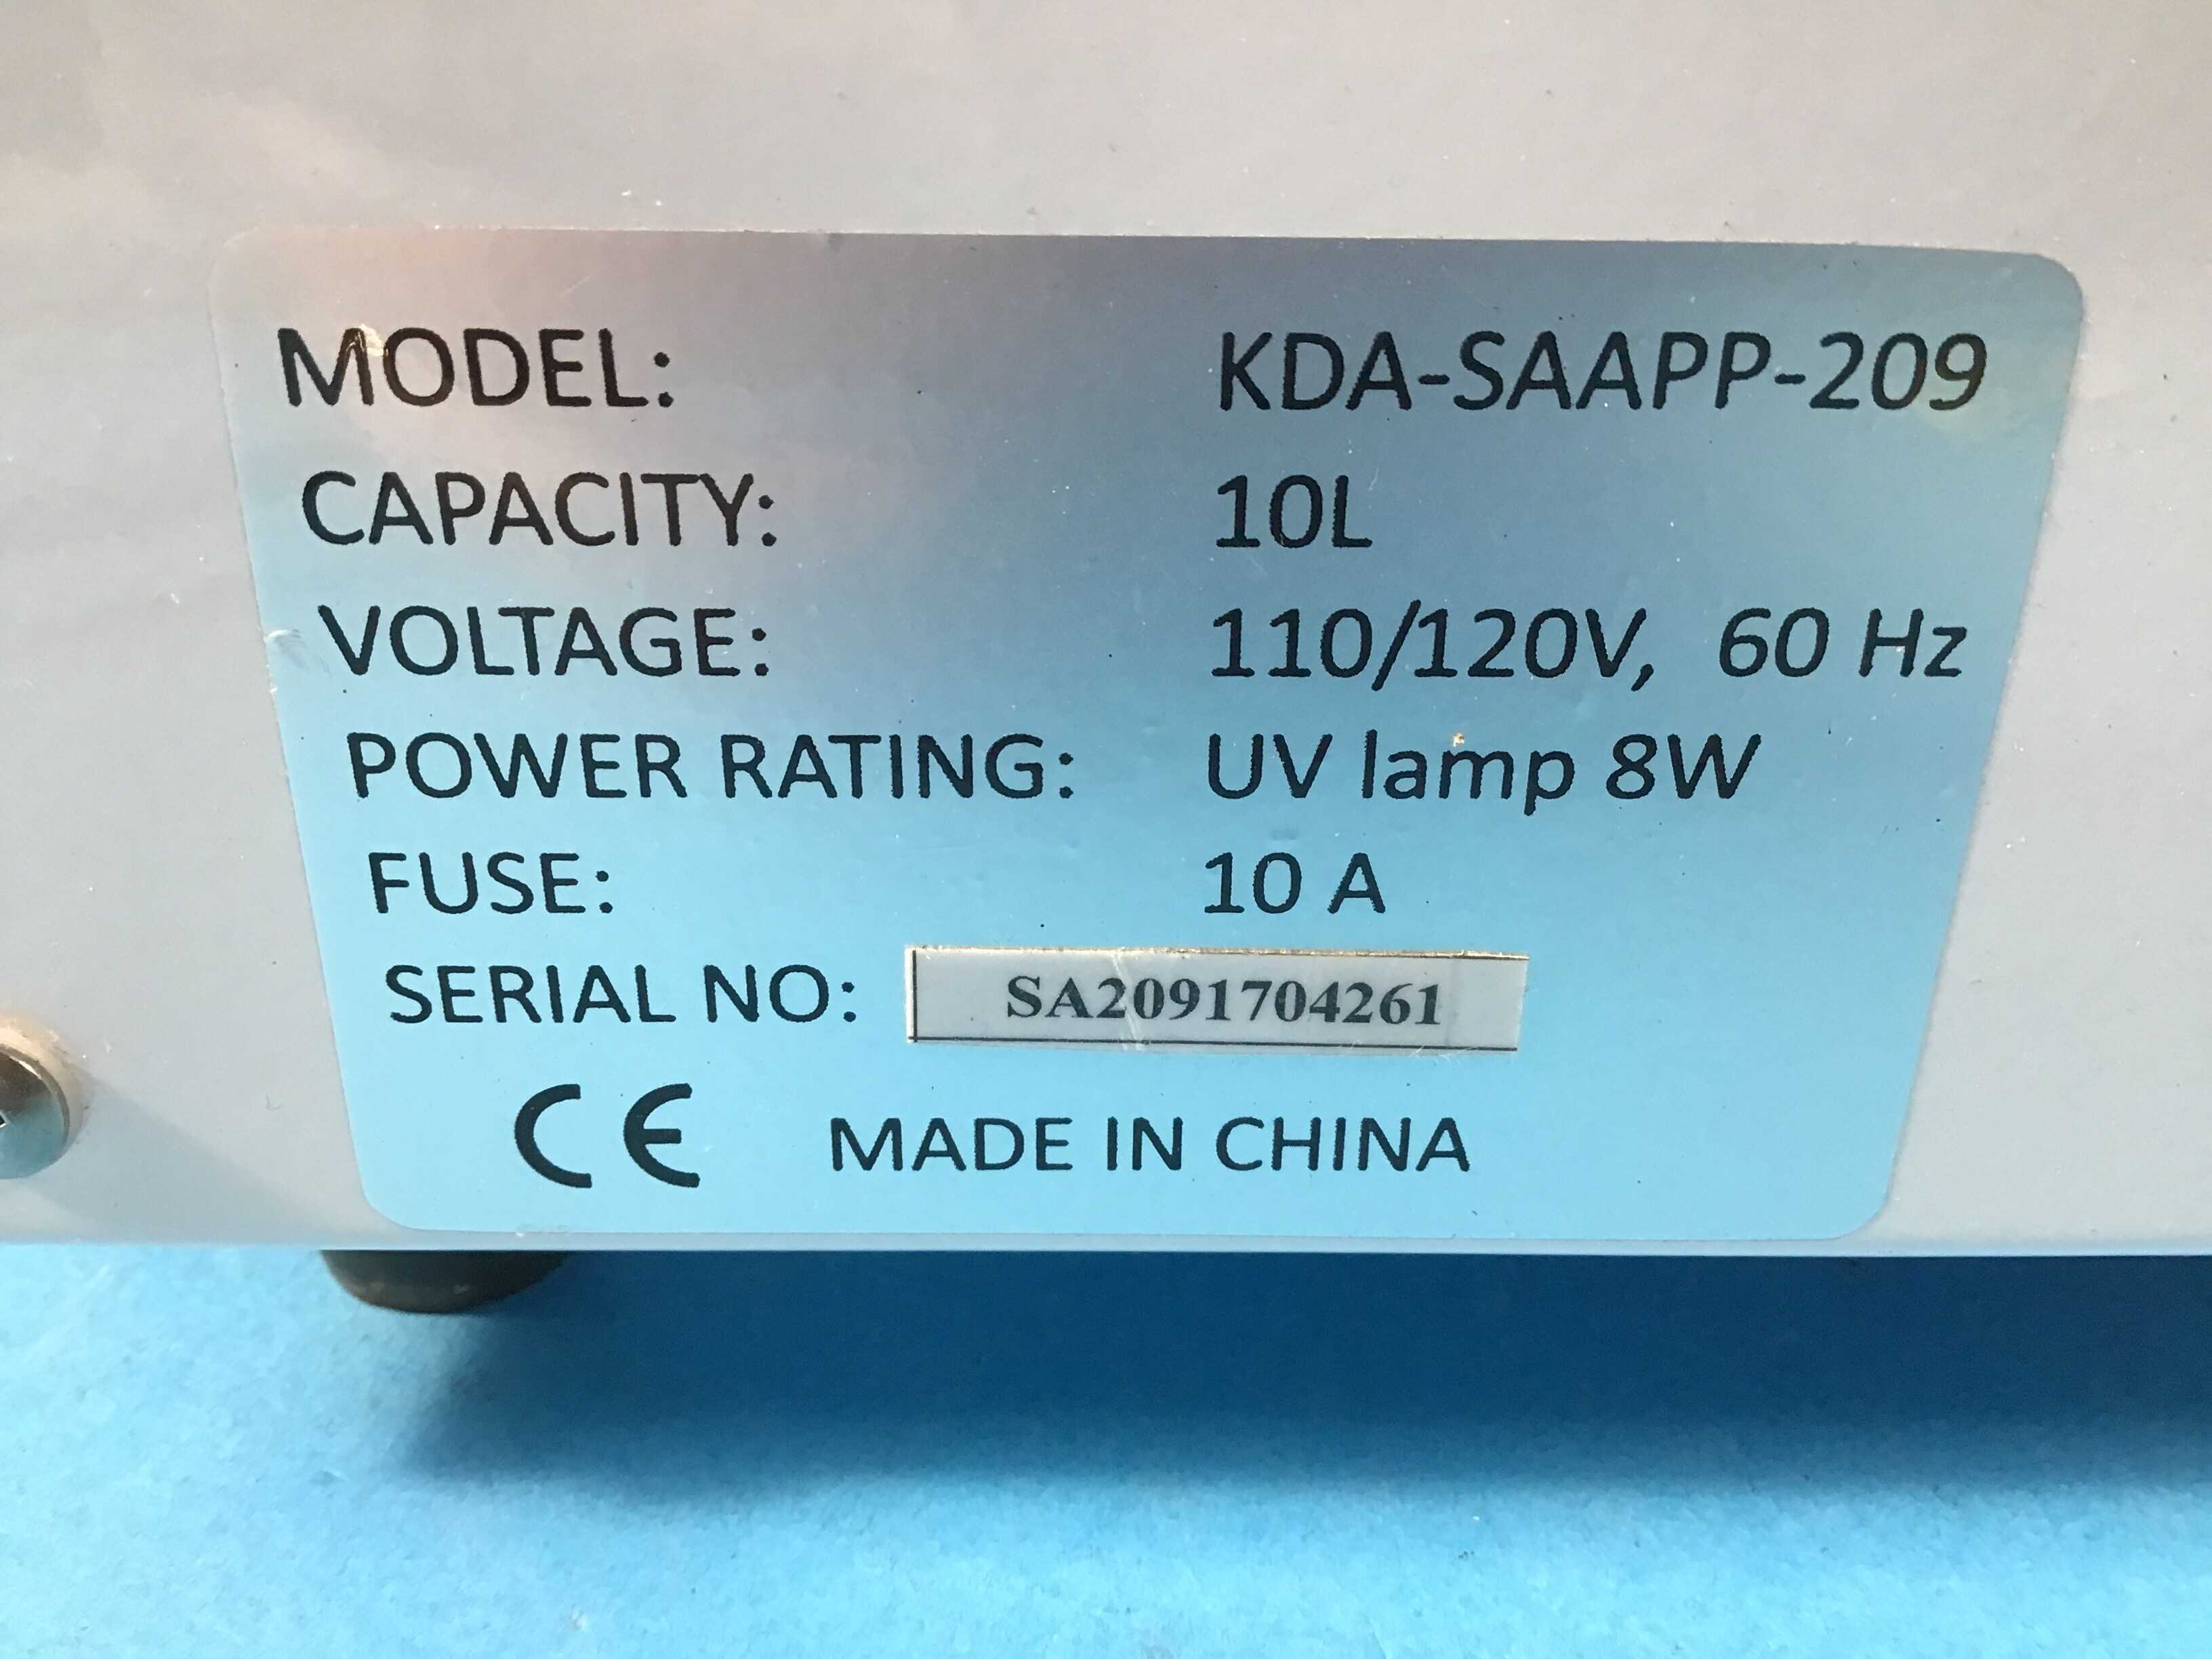 MODEL: KDA-SAAPP-209
CAPACITY: 10L
VOLTAGE: 110/120V, 60 Hz
POWER RATING: UV lamp 8W
FUSE: 10 A
SERIAL NO: SA2091704261
CE MADE IN CHINA